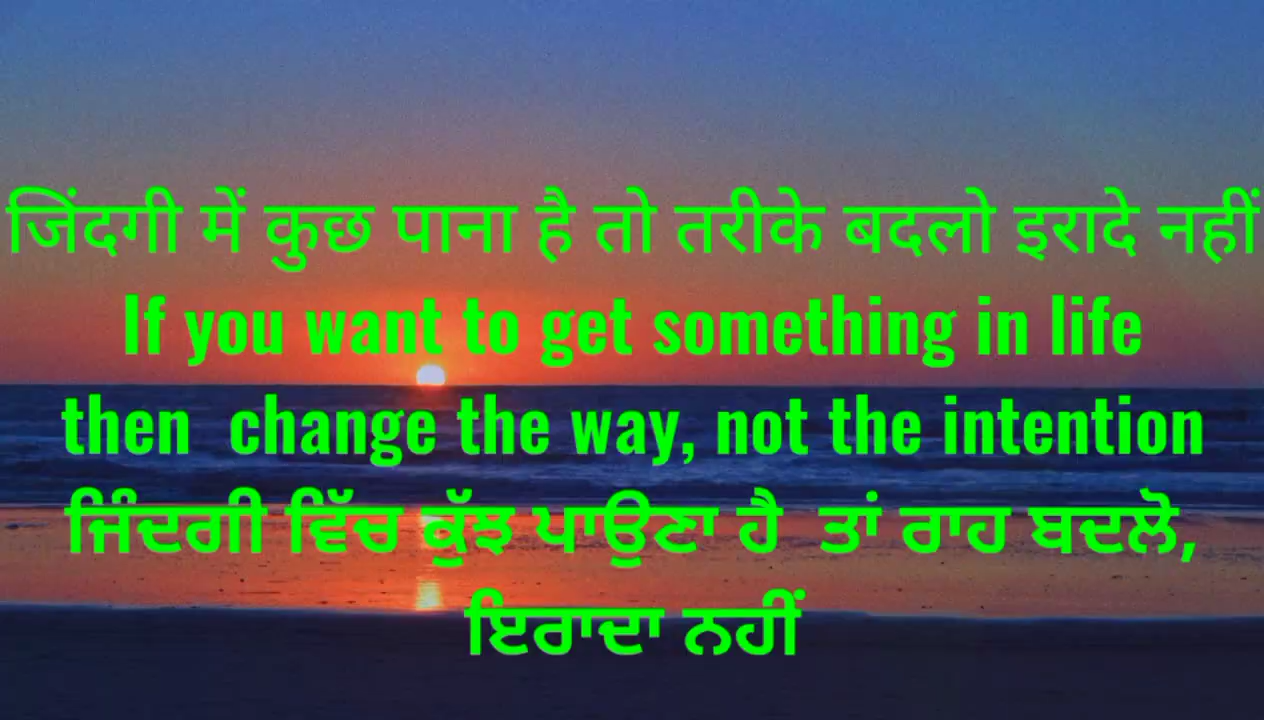 जिंदगी में कुछ पाना है तो तरीके बदलो इरादे नहीं
If you want to get something in life
then  change the way, not the intention
ਜਿੰਦਗੀ ਵਿੱਚ ਕੁੱਝ ਪਾਉਣਾ ਹੈ  ਤਾਂ ਰਾਹ ਬਦਲੋ,
ਇਰਾਦਾ ਨਹੀਂ